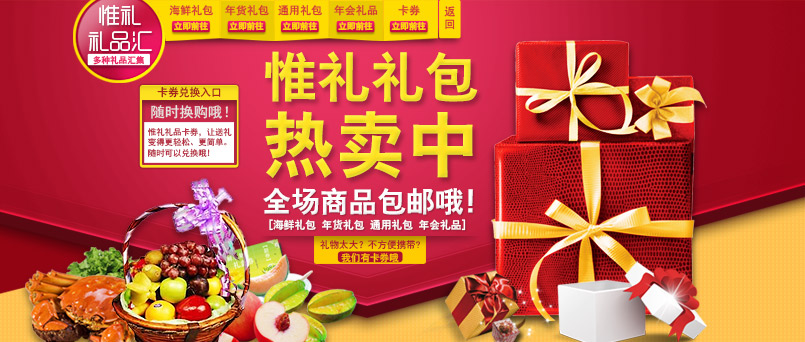 惟礼
礼品汇
多种礼品汇集
海鲜礼包 年货礼包 通用礼包 年会礼品 卡券
立即前往 立即前往 立即前往 立即前往 立即前往
返回
卡券兑换入口
随时换购哦！
惟礼礼品卡券，让送礼
变得更轻松、更简单。
随时可以兑换哦！
惟礼礼包
热卖中
全场商品包邮哦！
[海鲜礼包 年货礼包 通用礼包 年会礼品]
礼物太大？不方便携带？
我们有卡券哦